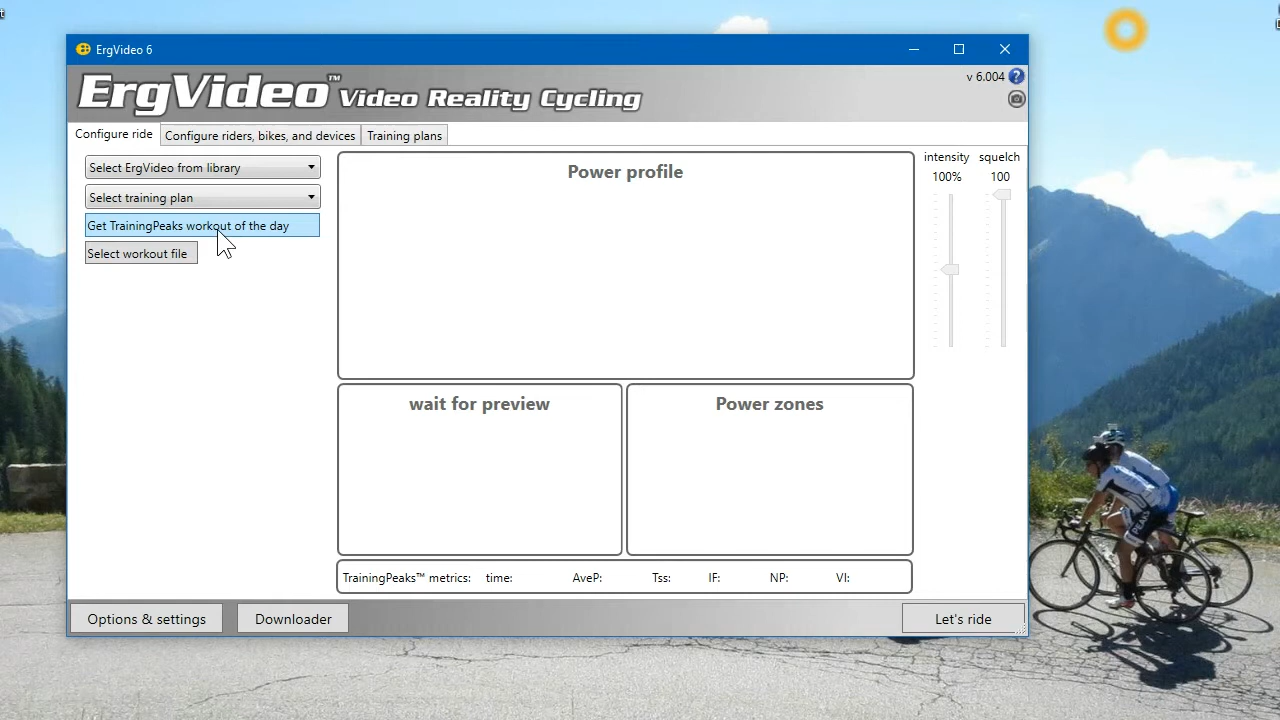 ErgVideo 6
ErgVideo™ Video Reality Cycling
v 6.004 ?
Configure ride
Configure riders, bikes, and devices
Training plans
Select ErgVideo from library
Select training plan
Get TrainingPeaks workout of the day
Select workout file
Power profile
intensity squelch
100% 100
wait for preview
Power zones
TrainingPeaks™ metrics: time: AveP: Tss: IF: NP: VI:
Options & settings
Downloader
Let's ride